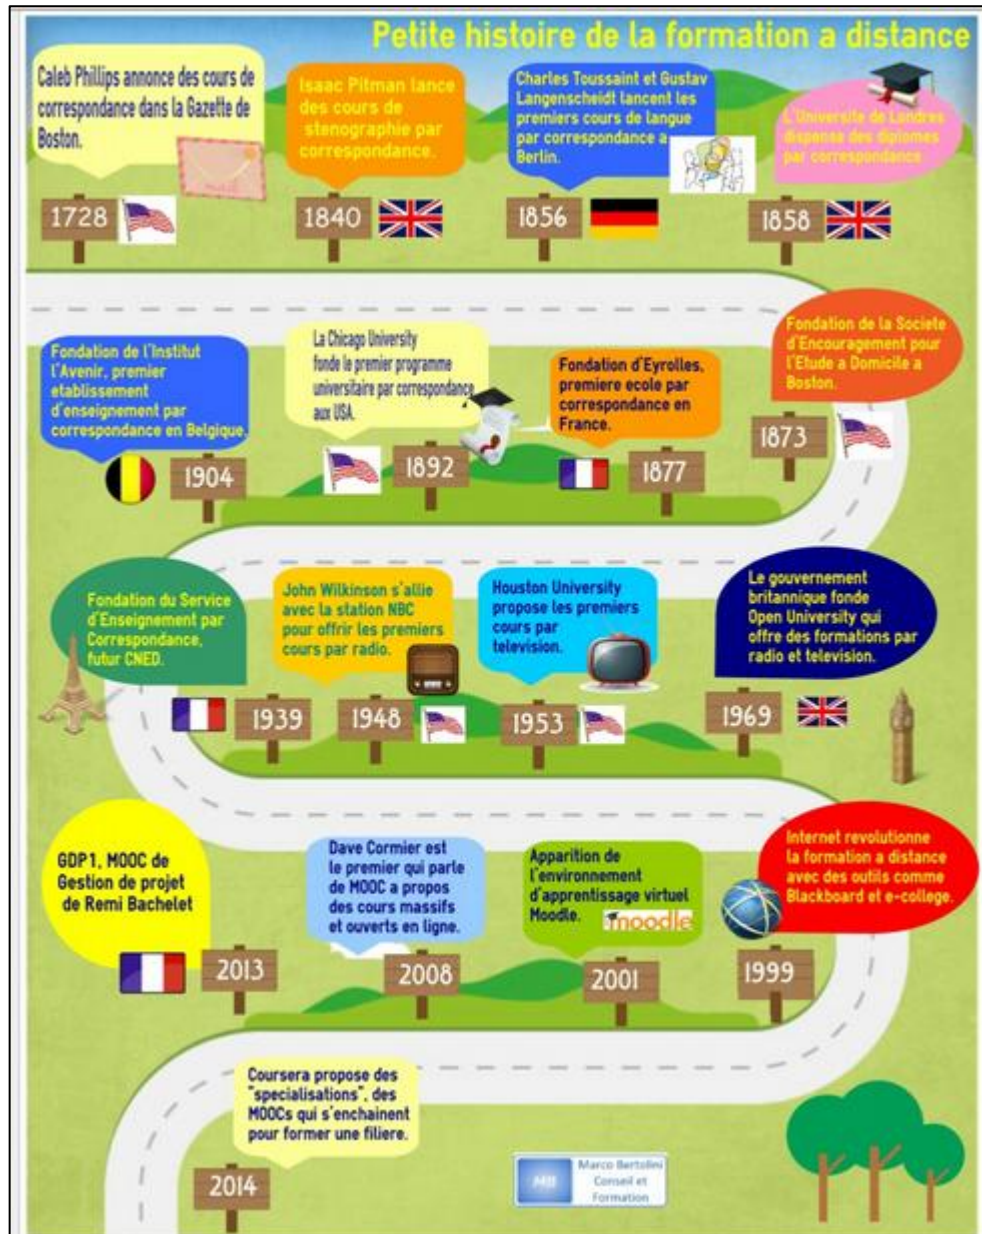 Petite histoire de la formation a distance
Caleb Phillips annonce des cours de
correspondance dans la Gazette de
Boston.
1728
Isaac Pitman lance
des cours de
stenographie par
correspondance.
1840
Charles Toussaint et Gustav
Langenscheidt lancent les
premiers cours de langue
par correspondance a
Berlin.
1856
L'Universite de Londres
dispense des diplomes
par correspondance
1858
Fondation de la Societe
d'Encouragement pour
l'Etude a Domicile a
Boston.
1873
Fondation d'Eyrolles,
premiere ecole par
correspondance en
France.
1877
La Chicago University
fonde le premier programme
universitaire par correspondance
aux USA.
1892
Fondation de l'Institut
l'Avenir, premier
etablissement
d'enseignement par
correspondance en Belgique.
1904
Fondation du Service
d'Enseignement par
Correspondance,
futur CNED.
1939
John Wilkinson s'allie
avec la station NBC
pour offrir les premiers
cours par radio.
1948
Houston University
propose les premiers
cours par
television.
1953
Le gouvernement
britannique fonde
Open University qui
offre des formations par
radio et television.
1969
Internet revolutionne
la formation a distance
avec des outils comme
Blackboard et e-college.
1999
Apparition de
l'environnement
d'apprentissage virtuel
Moodle.
moodle
2001
Dave Cormier est
le premier qui parle
de MOOC a propos
des cours massifs
et ouverts en ligne.
2008
GDP1, MOOC de
Gestion de projet
de Remi Bachelet
2013
Coursera propose des
"specialisations", des
MOOCs qui s'enchainent
pour former une filiere.
2014
Marco Bertolini
Conseil et
Formation